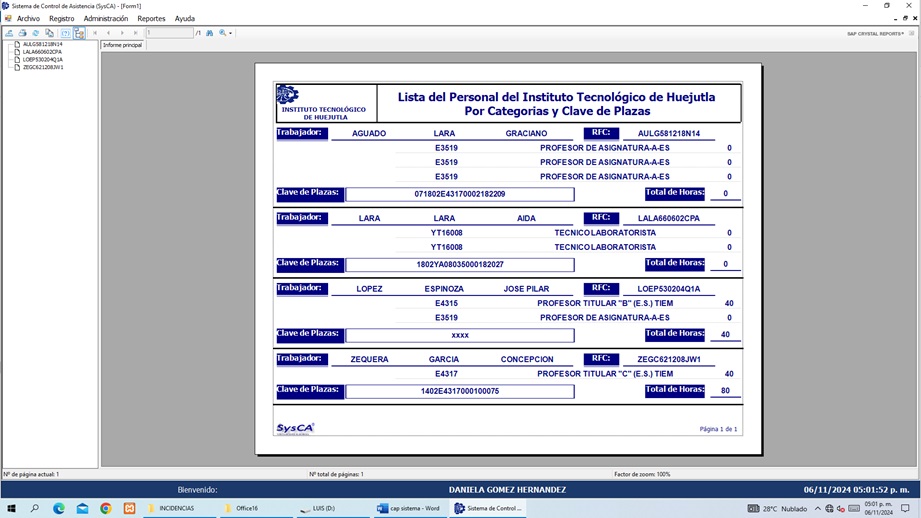 Sistema de Control de Asistencia (SysCA) - [Form1]
Archivo Registro Administración Reportes Ayuda
1 /1
SAP CRYSTAL REPORTS®
AULG581218N14
LALA660602CPA
LOEP530204Q1A
ZEGC621208JW1
Informe principal
INSTITUTO TECNOLÓGICO
DE HUEJUTLA
Lista del Personal del Instituto Tecnológico de Huejutla
Por Categorias y Clave de Plazas
Trabajador: AGUADO LARA GRACIANO RFC: AULG581218N14
E3519 PROFESOR DE ASIGNATURA-A-ES 0
E3519 PROFESOR DE ASIGNATURA-A-ES 0
E3519 PROFESOR DE ASIGNATURA-A-ES 0
Clave de Plazas: 071802E43170002182209 Total de Horas: 0
Trabajador: LARA LARA AIDA RFC: LALA660602CPA
YT16008 TECNICO LABORATORISTA 0
YT16008 TECNICO LABORATORISTA 0
Clave de Plazas: 1802YA08035000182027 Total de Horas: 0
Trabajador: LOPEZ ESPINOZA JOSE PILAR RFC: LOEP530204Q1A
E4315 PROFESOR TITULAR "B" (E.S.) TIEM 40
E3519 PROFESOR DE ASIGNATURA-A-ES 0
Clave de Plazas: xxxx Total de Horas: 40
Trabajador: ZEQUERA GARCIA CONCEPCION RFC: ZEGC621208JW1
E4317 PROFESOR TITULAR "C" (E.S.) TIEM 40
Clave de Plazas: 1402E4317000100075 Total de Horas: 80
SysCA
Página 1 de 1
Nº de página actual: 1 Nº total de páginas: 1 Factor de zoom: 100%
Bienvenido: DANIELA GOMEZ HERNANDEZ 06/11/2024 05:01:52 p. m.
INCIDENCIAS Office16 LUIS (D:) cap sistema - Word Sistema de Control ... 28°C Nublado 05:01 p. m.
06/11/2024